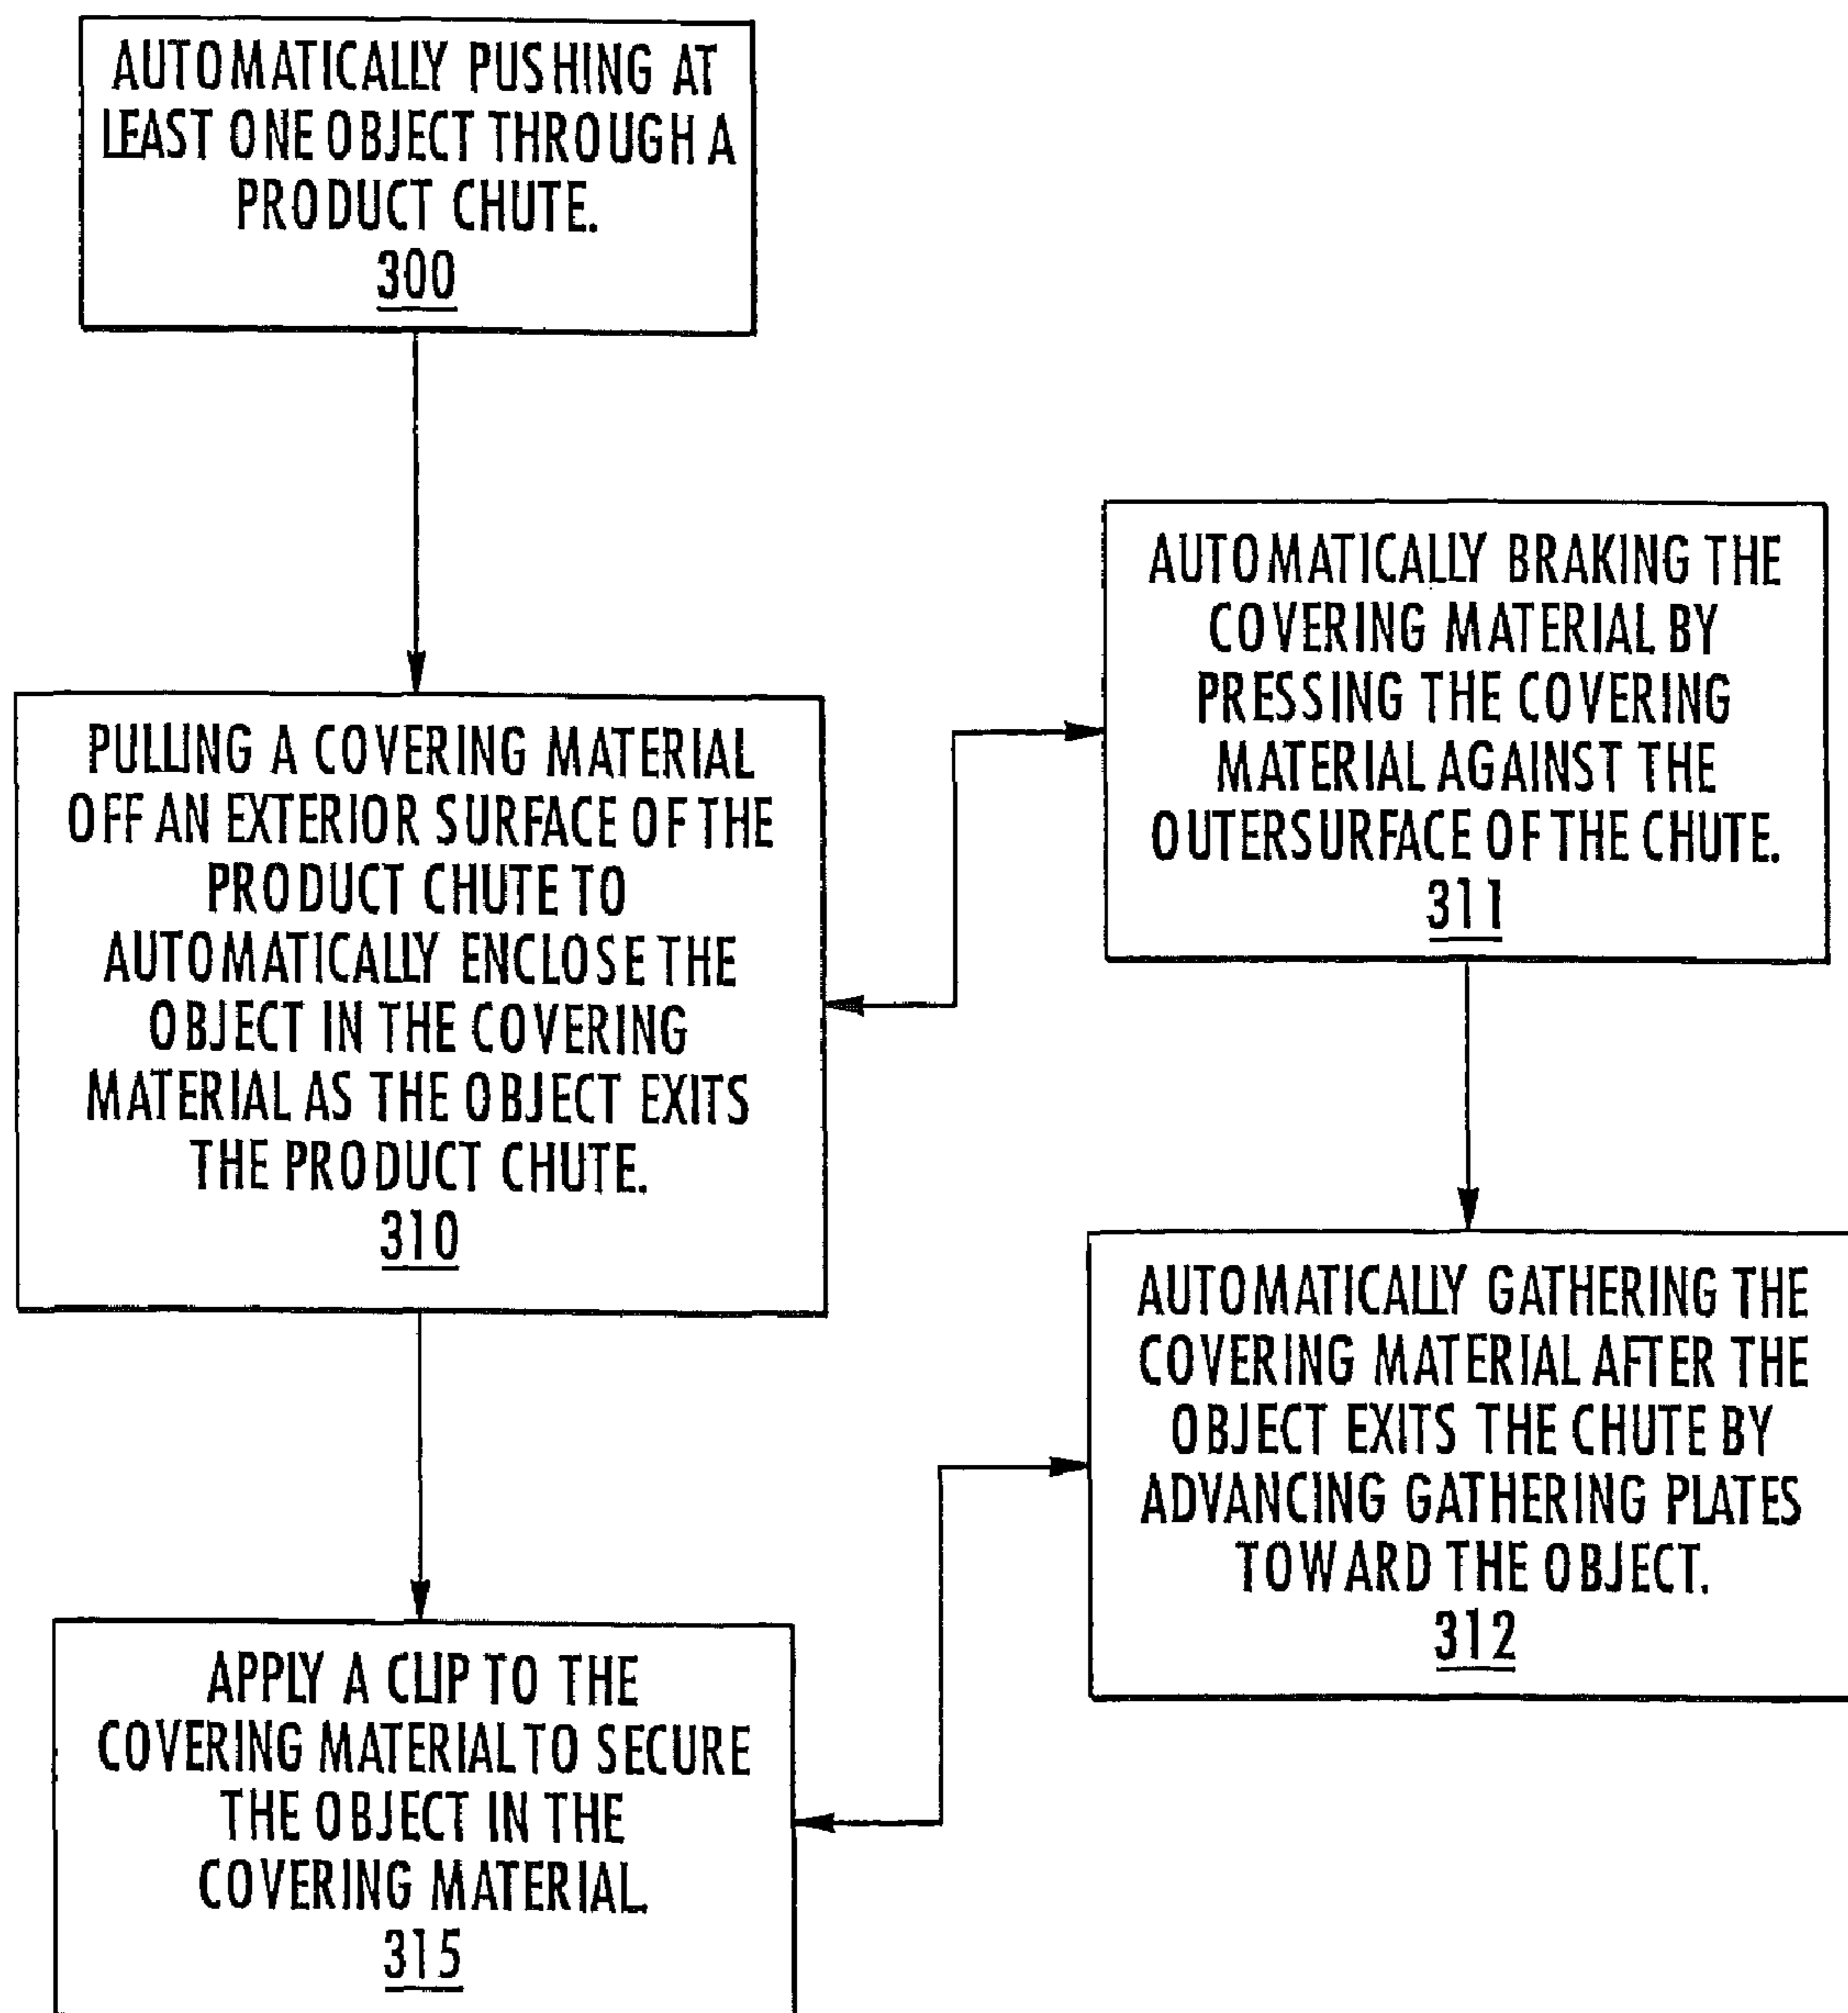 AUTOMATICALLY PUSHING AT
LEAST ONE OBJECT THROUGH A
PRODUCT CHUTE.
300
PULLING A COVERING MATERIAL
OFF AN EXTERIOR SURFACE OF THE
PRODUCT CHUTE TO
AUTOMATICALLY ENCLOSE THE
OBJECT IN THE COVERING
MATERIAL AS THE OBJECT EXITS
THE PRODUCT CHUTE.
310
AUTOMATICALLY BRAKING THE
COVERING MATERIAL BY
PRESSING THE COVERING
MATERIAL AGAINST THE
OUTERSURFACE OF THE CHUTE.
311
AUTOMATICALLY GATHERING THE
COVERING MATERIAL AFTER THE
OBJECT EXITS THE CHUTE BY
ADVANCING GATHERING PLATES
TOWARD THE OBJECT.
312
APPLY A CLIP TO THE
COVERING MATERIAL TO SECURE
THE OBJECT IN THE
COVERING MATERIAL.
315